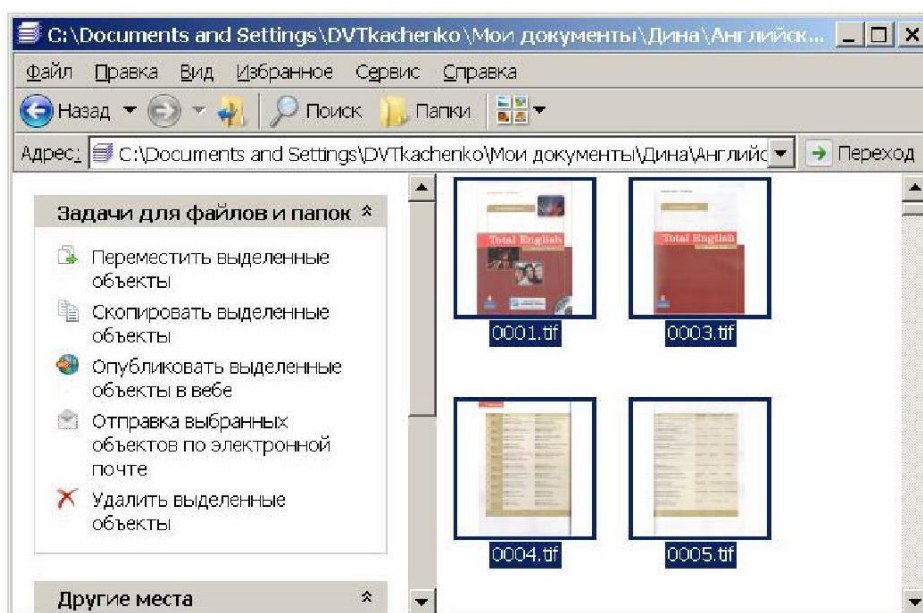 C:\Documents and Settings\DVTkachenko\Мои документы\Дина\Английск...
Файл Правка Вид Избранное Сервис Справка
Назад Поиск Папки
Адрес: C:\Documents and Settings\DVTkachenko\Мои документы\Дина\Английс Переход
Задачи для файлов и папок
Переместить выделенные
объекты
Скопировать выделенные
объекты
Опубликовать выделенные
объекты в вебе
Отправка выбранных
объектов по электронной
почте
Удалить выделенные
объекты
Другие места
Total English
0001.tif
Total English
0003.tif
0004.tif
0005.tif